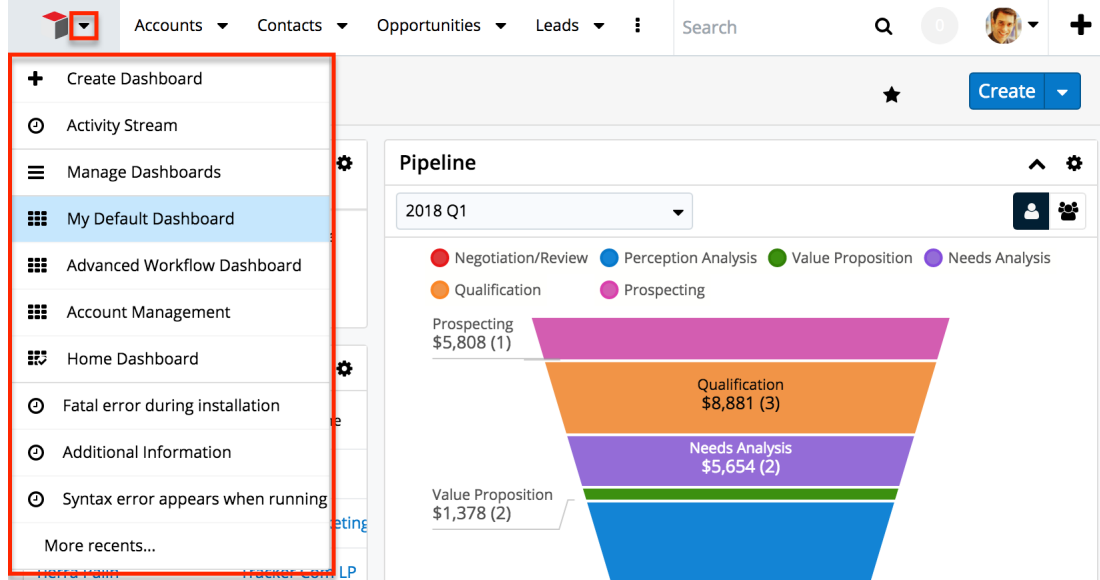 Accounts
Contacts
Opportunities
Leads
Search
0
Create Dashboard
Activity Stream
Manage Dashboards
My Default Dashboard
Advanced Workflow Dashboard
Account Management
Home Dashboard
Fatal error during installation
Additional Information
Syntax error appears when running
More recents...
Create
Pipeline
2018 Q1
Negotiation/Review
Perception Analysis
Value Proposition
Needs Analysis
Qualification
Prospecting
Prospecting
$5,808 (1)
Qualification
$8,881 (3)
Needs Analysis
$5,654 (2)
Value Proposition
$1,378 (2)
eting
LP